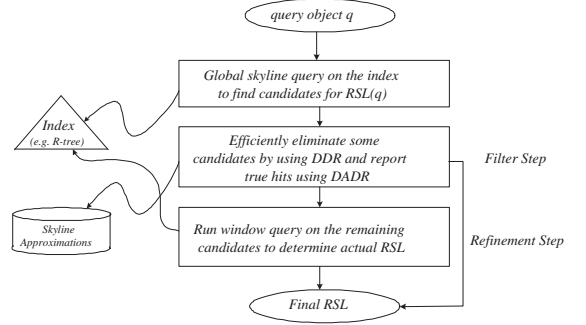 query object q
Global skyline query on the index
to find candidates for RSL(q)
Index
(e.g. R-tree)
Efficiently eliminate some
candidates by using DDR and report
true hits using DADR
Filter Step
Skyline
Approximations
Run window query on the remaining
candidates to determine actual RSL
Refinement Step
Final RSL